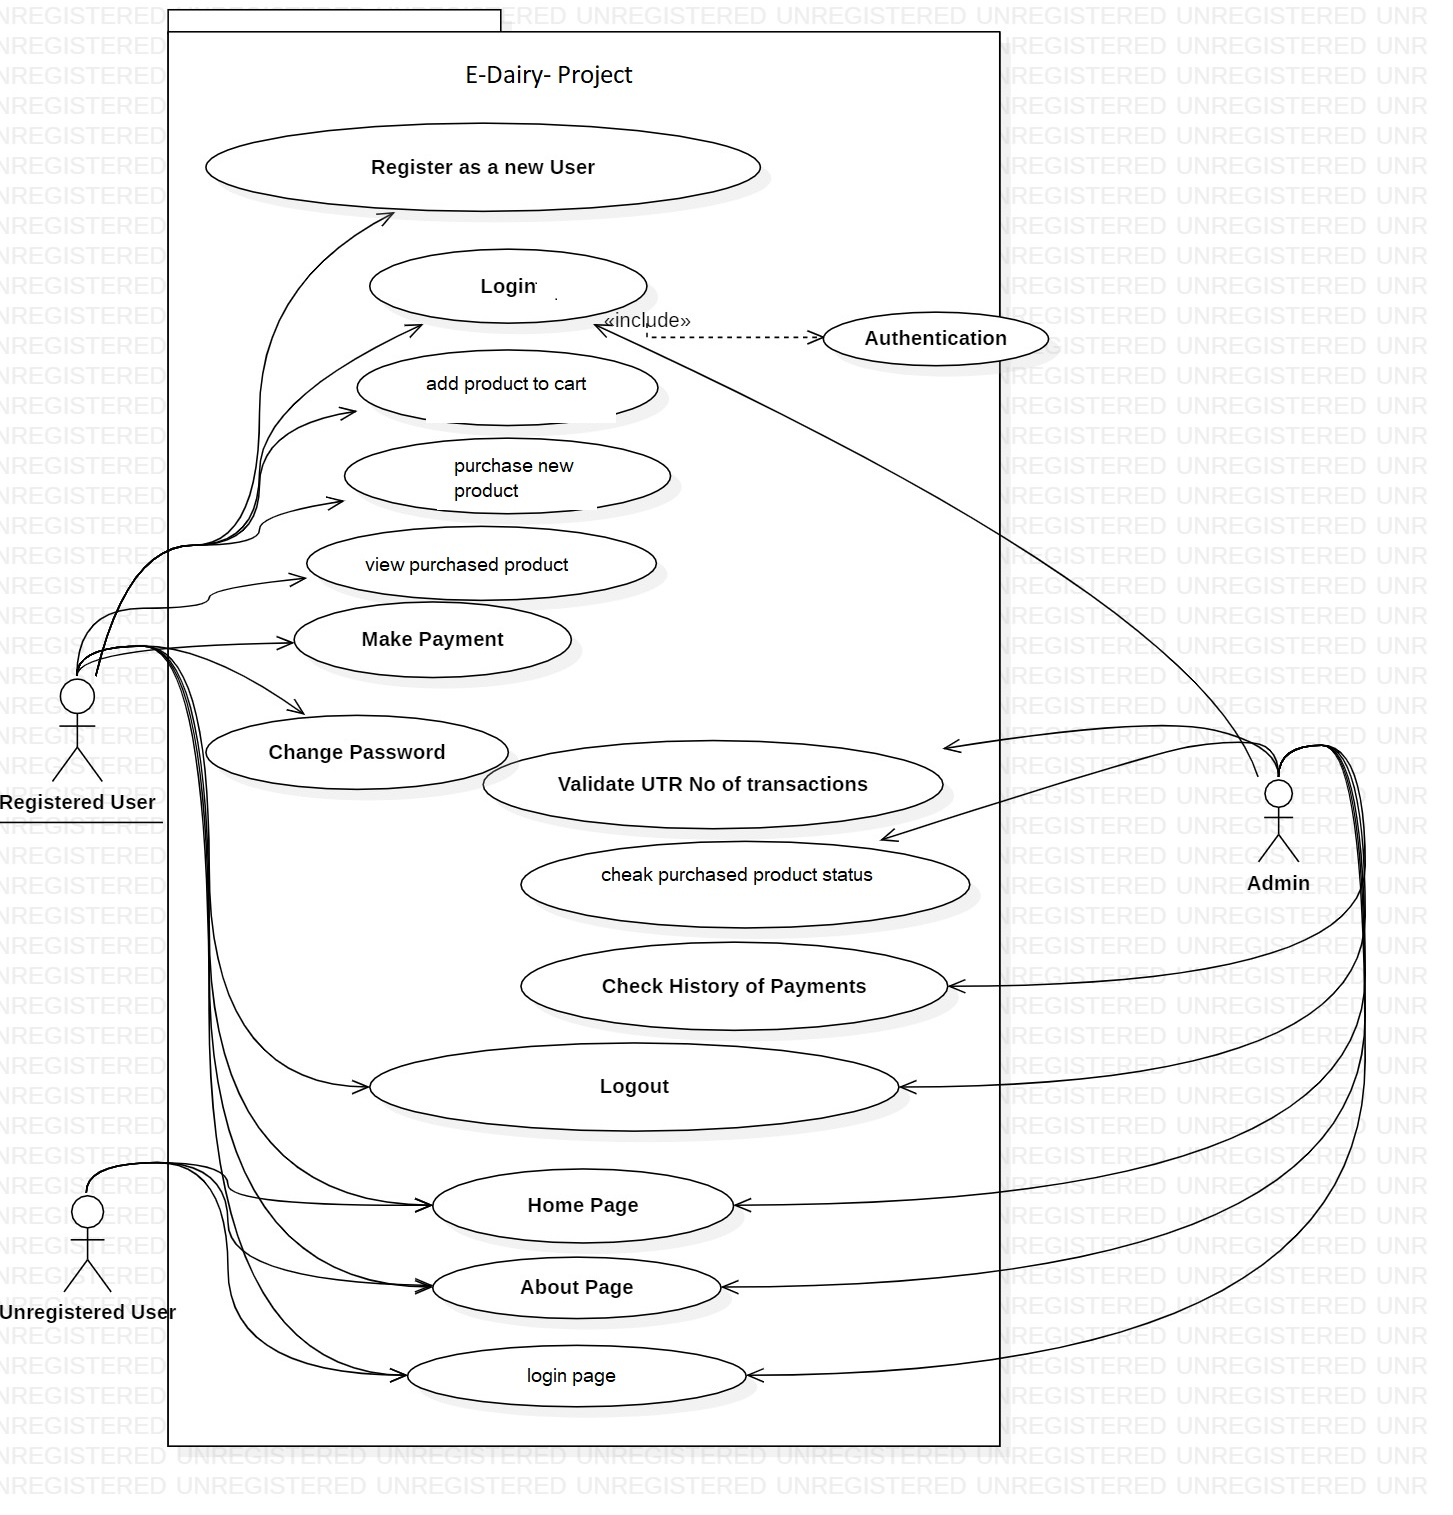 E-Dairy- Project
Register as a new User
Login
«include»
Authentication
add product to cart
purchase new
product
view purchased product
Make Payment
Change Password
Validate UTR No of transactions
Registered User
cheak purchased product status
Admin
Check History of Payments
Logout
Home Page
About Page
Unregistered User
login page
UNREGISTERED